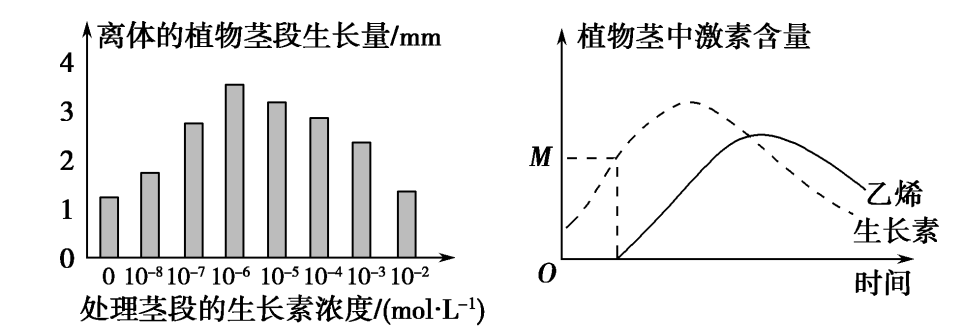 离体的植物茎段生长量/mm
4
3
2
1
0
0 10⁻⁸ 10⁻⁷ 10⁻⁶ 10⁻⁵ 10⁻⁴ 10⁻³ 10⁻²
处理茎段的生长素浓度/(mol·L⁻¹)
植物茎中激素含量
M
乙烯
生长素
O
时间